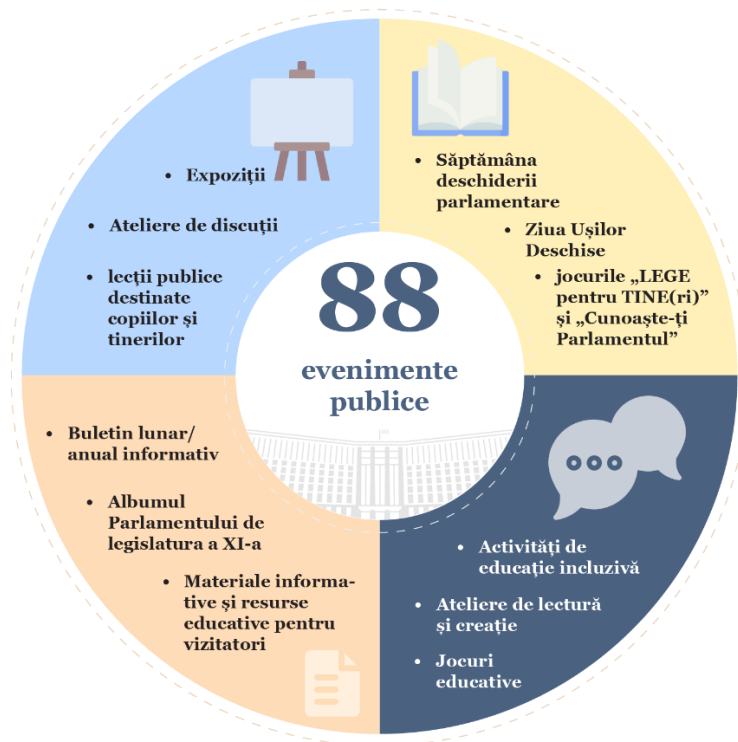 • Expoziții
• Ateliere de discuții
• lecții publice
destinate
copiilor și
tinerilor
• Săptămâna
deschiderii
parlamentare
• Ziua Ușilor
Deschise
• jocurile „LEGE
pentru TINE(ri)”
și „Cunoaște-ți
Parlamentul”
88
evenimente
publice
• Buletin lunar/
anual informativ
• Albumul
Parlamentului de
legislatura a XI-a
• Materiale informa-
tive și resurse
educative pentru
vizitatori
• Activități de
educație incluzivă
• Ateliere de lectură
și creație
• Jocuri
educative